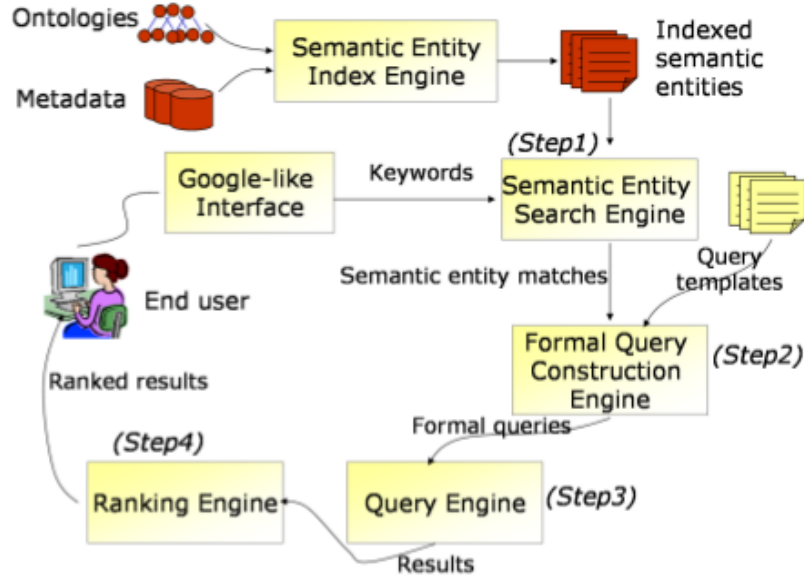 Ontologies
Semantic Entity
Index Engine
Indexed
semantic
entities
Metadata
(Step1)
Google-like
Interface
Keywords
Semantic Entity
Search Engine
Semantic entity matches
Query
templates
End user
Formal Query
Construction
Engine
(Step2)
Ranked results
Formal queries
(Step4)
Ranking Engine
Query Engine
(Step3)
Results